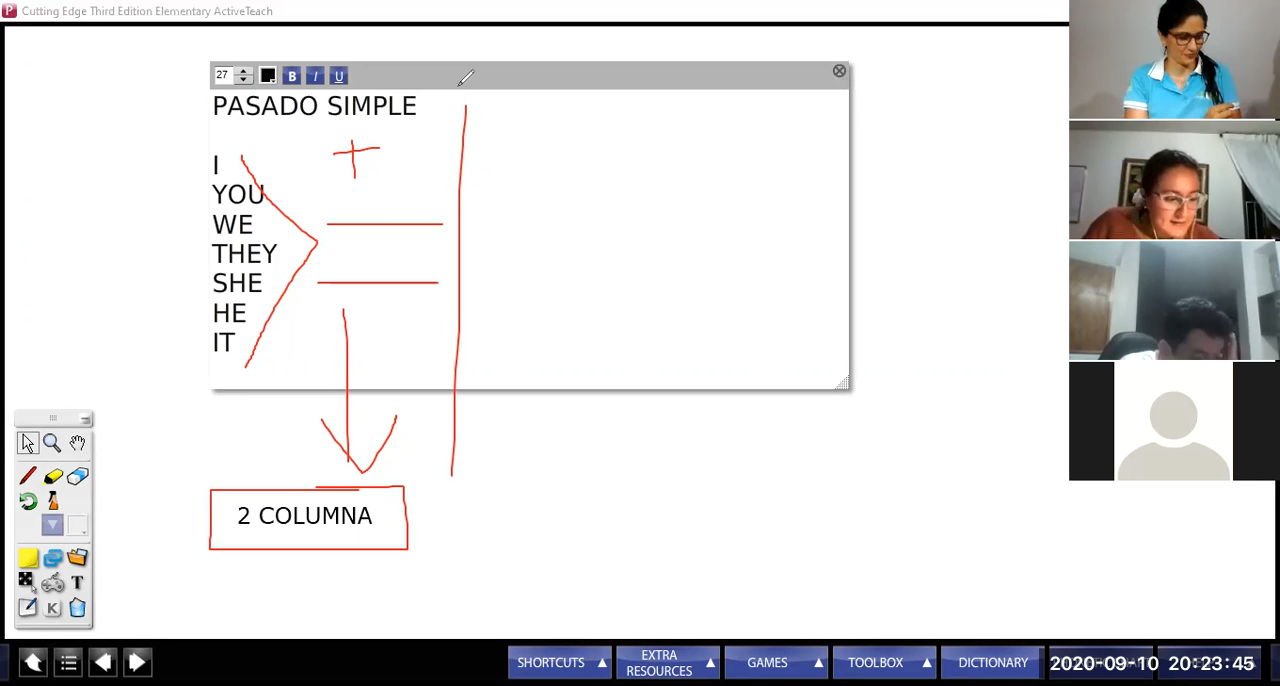 Cutting Edge Third Edition Elementary ActiveTeach
27 B I U
PASADO SIMPLE
+
I
YOU
WE
THEY
SHE
HE
IT
2 COLUMNA
T
K
SHORTCUTS
EXTRA
RESOURCES
GAMES
TOOLBOX
DICTIONARY
2020-09-10 20:23:45